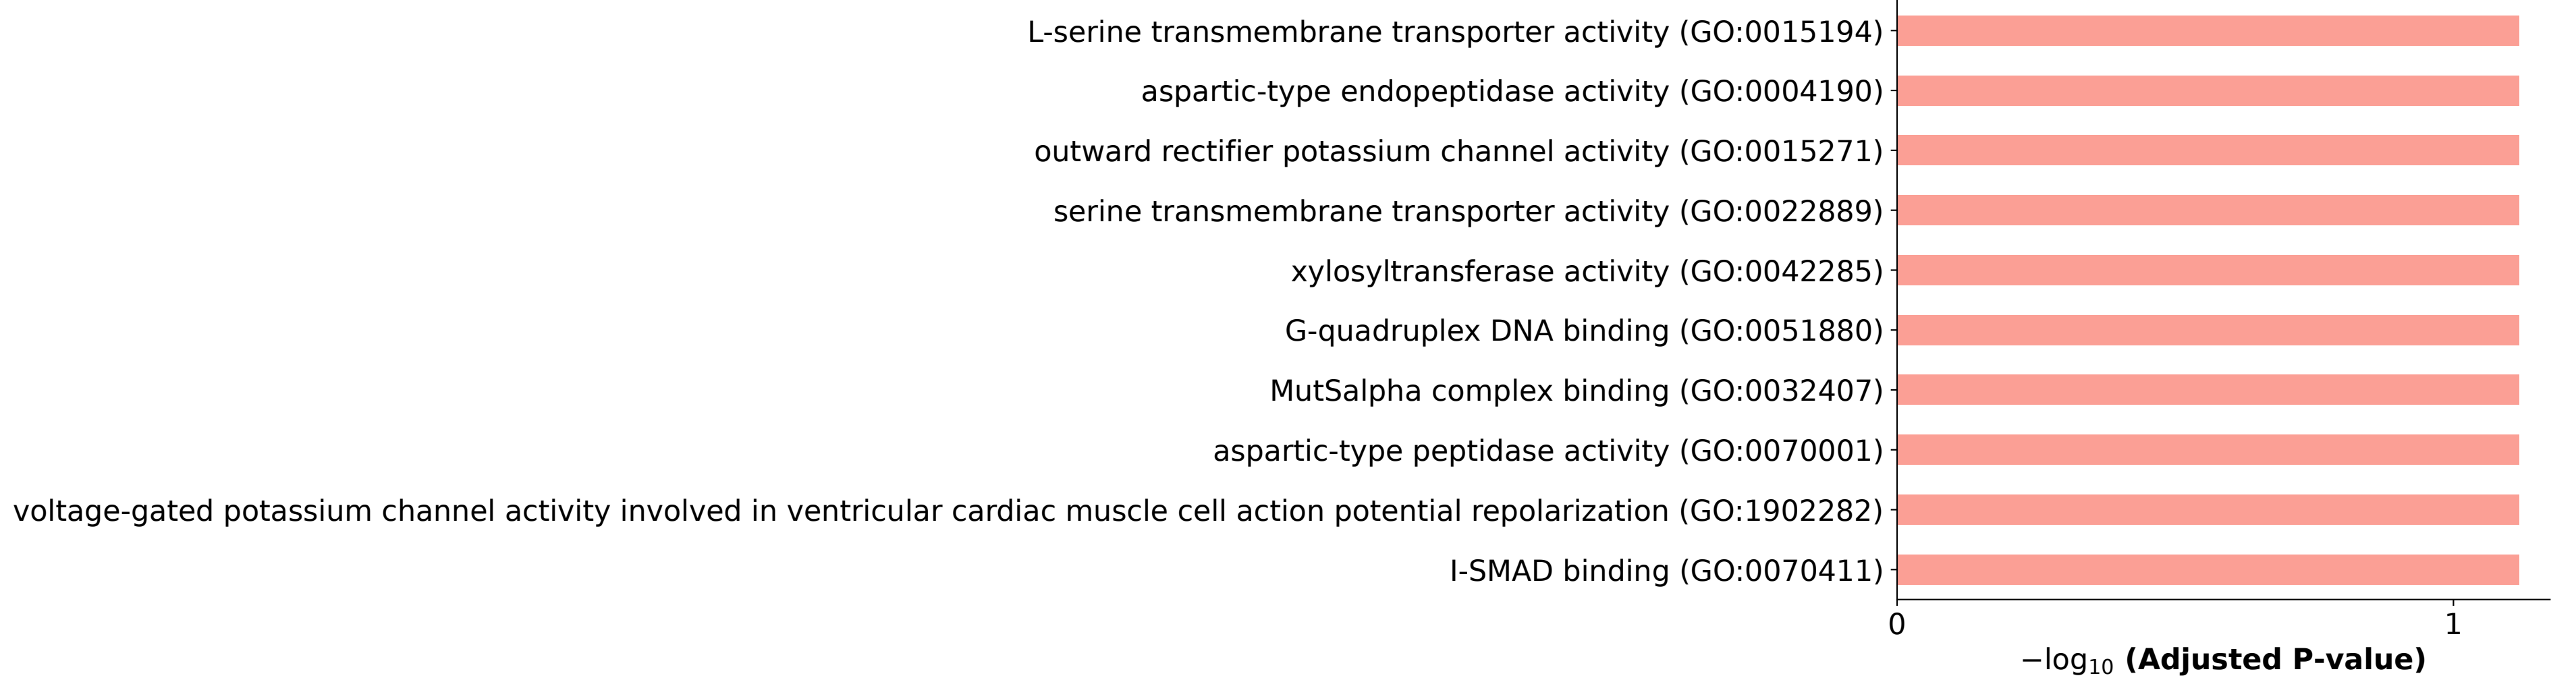 L-serine transmembrane transporter activity (GO:0015194)
aspartic-type endopeptidase activity (GO:0004190)
outward rectifier potassium channel activity (GO:0015271)
serine transmembrane transporter activity (GO:0022889)
xylosyltransferase activity (GO:0042285)
G-quadruplex DNA binding (GO:0051880)
MutSalpha complex binding (GO:0032407)
aspartic-type peptidase activity (GO:0070001)
voltage-gated potassium channel activity involved in ventricular cardiac muscle cell action potential repolarization (GO:1902282)
I-SMAD binding (GO:0070411)
0 1
−log₁₀ (Adjusted P-value)